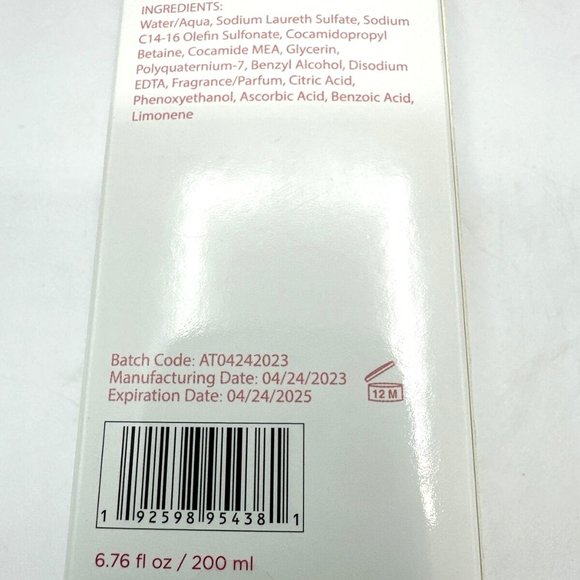 INGREDIENTS:
Water/Aqua, Sodium Laureth Sulfate, Sodium
C14-16 Olefin Sulfonate, Cocamidopropyl
Betaine, Cocamide MEA, Glycerin,
Polyquaternium-7, Benzyl Alcohol, Disodium
EDTA, Fragrance/Parfum, Citric Acid,
Phenoxyethanol, Ascorbic Acid, Benzoic Acid,
Limonene
Batch Code: AT04242023
Manufacturing Date: 04/24/2023
Expiration Date: 04/24/2025
12 M
1 92598 95438 1
6.76 fl oz / 200 ml